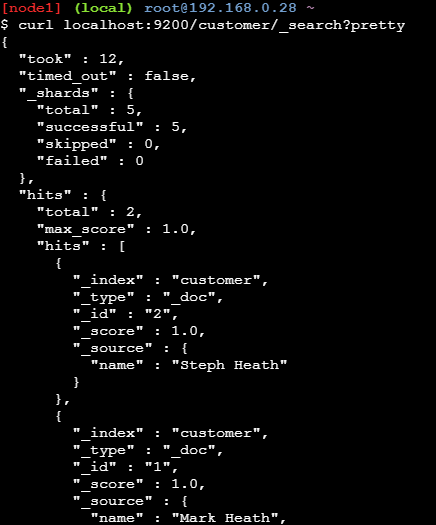 [node1] (local) root@192.168.0.28 ~
$ curl localhost:9200/customer/_search?pretty
{
  "took" : 12,
  "timed_out" : false,
  "_shards" : {
    "total" : 5,
    "successful" : 5,
    "skipped" : 0,
    "failed" : 0
  },
  "hits" : {
    "total" : 2,
    "max_score" : 1.0,
    "hits" : [
      {
        "_index" : "customer",
        "_type" : "_doc",
        "_id" : "2",
        "_score" : 1.0,
        "_source" : {
          "name" : "Steph Heath"
        }
      },
      {
        "_index" : "customer",
        "_type" : "_doc",
        "_id" : "1",
        "_score" : 1.0,
        "_source" : {
          "name" : "Mark Heath",